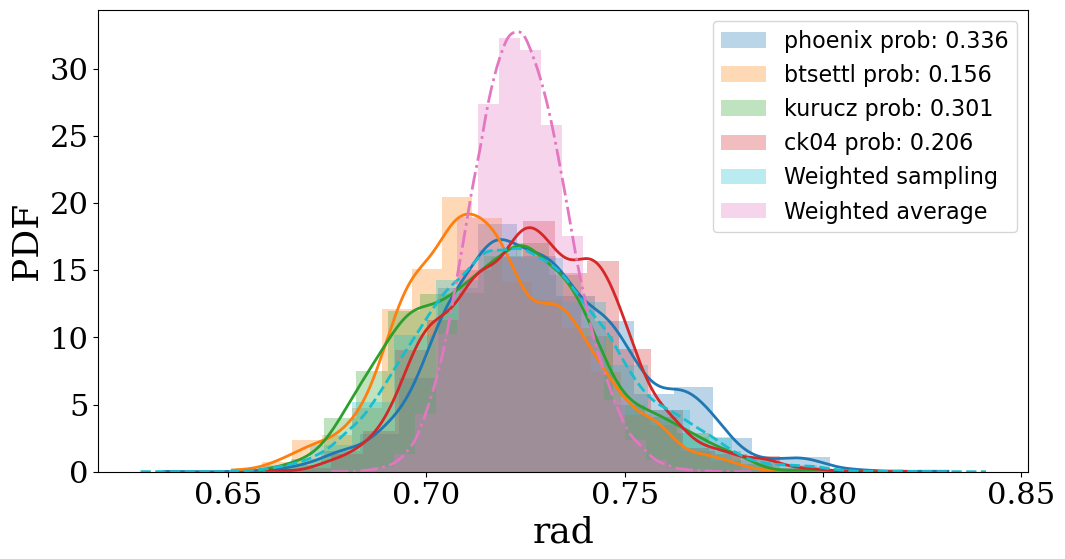 PDF
30
25
20
15
10
5
0
0.65 0.70 0.75 0.80 0.85
rad
phoenix prob: 0.336
btsettl prob: 0.156
kurucz prob: 0.301
ck04 prob: 0.206
Weighted sampling
Weighted average